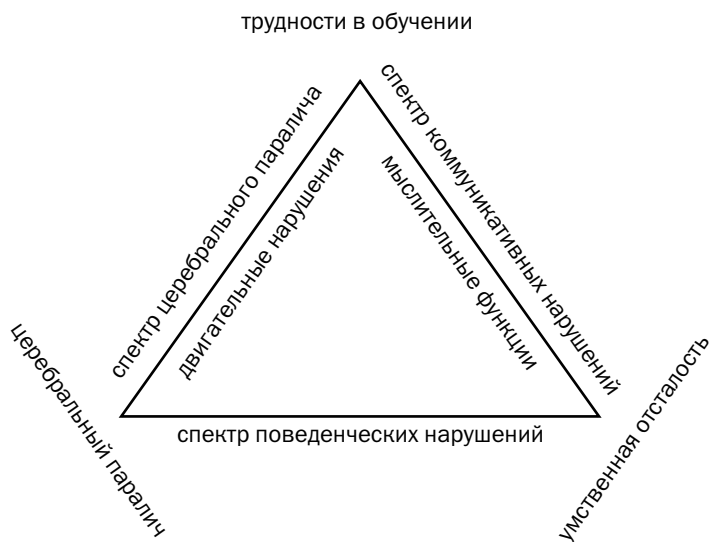 трудности в обучении
спектр церебрального паралича
спектр коммуникативных нарушений
двигательные нарушения
мыслительные функции
церебральный паралич
умственная отсталость
спектр поведенческих нарушений